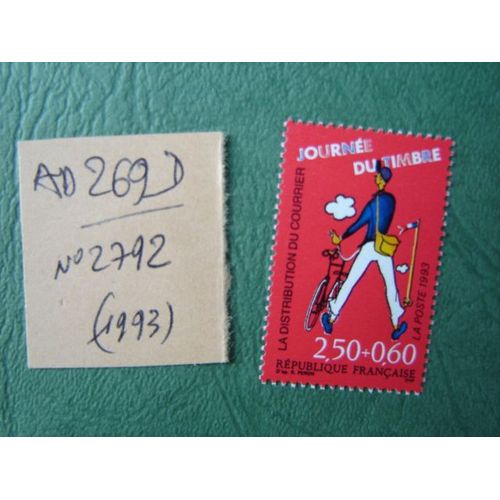 AD 269 D
N° 2792
(1993)
JOURNÉE
DU TIMBRE
LA DISTRIBUTION DU COURRIER
LA POSTE 1993
2,50+0,60
RÉPUBLIQUE FRANÇAISE